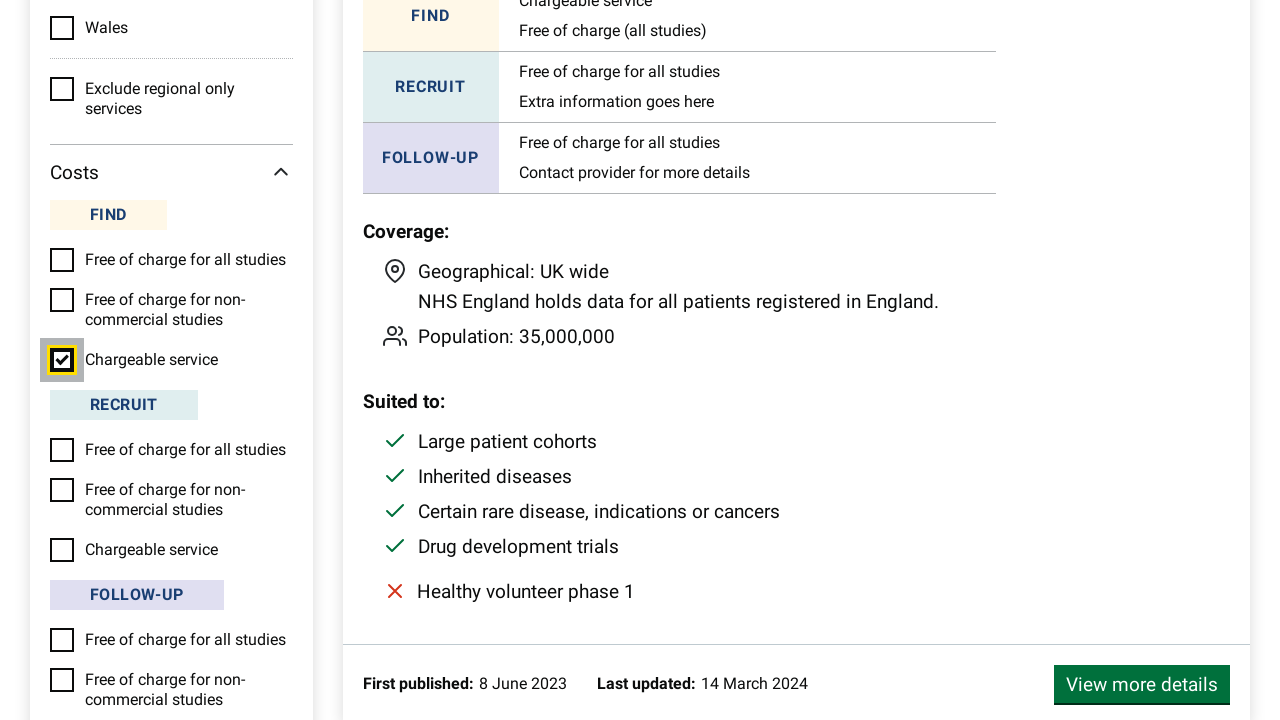 Wales
Exclude regional only
services
Costs
FIND
Free of charge for all studies
Free of charge for non-
commercial studies
Chargeable service
RECRUIT
Free of charge for all studies
Free of charge for non-
commercial studies
Chargeable service
FOLLOW-UP
Free of charge for all studies
Free of charge for non-
commercial studies
FIND
Chargeable service
Free of charge (all studies)
RECRUIT
Free of charge for all studies
Extra information goes here
FOLLOW-UP
Free of charge for all studies
Contact provider for more details
Coverage:
Geographical: UK wide
NHS England holds data for all patients registered in England.
Population: 35,000,000
Suited to:
Large patient cohorts
Inherited diseases
Certain rare disease, indications or cancers
Drug development trials
Healthy volunteer phase 1
First published: 8 June 2023 Last updated: 14 March 2024
View more details